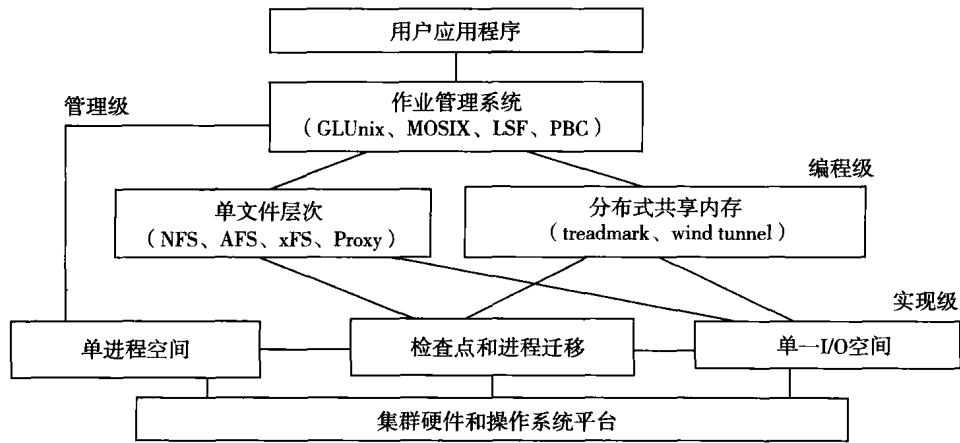 用户应用程序
管理级
作业管理系统
(GLUnix、MOSIX、LSF、PBC)
编程级
单文件层次
(NFS、AFS、xFS、Proxy)
分布式共享内存
(treadmark、wind tunnel)
实现级
单进程空间
检查点和进程迁移
单一I/O空间
集群硬件和操作系统平台